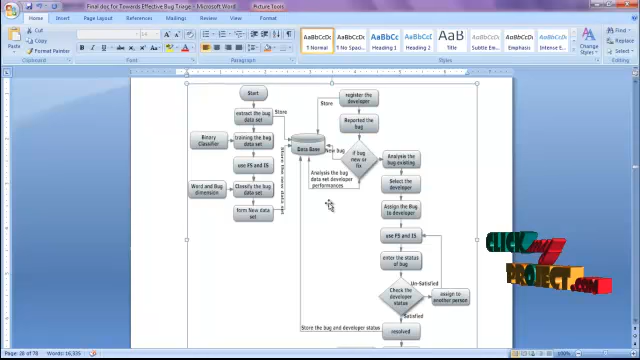 Final doc for Towards Effective Bug Triage - Microsoft Word
Picture Tools
Home
Insert
Page Layout
References
Mailings
Review
View
Format
Paste
Cut
Copy
Format Painter
Clipboard
Font
Paragraph
Styles
Editing
AaBbCcDc
AaBbCcDc
AaBbCc
AaBbCc
AaB
AaBbCc
AaBbCcDc
AaBbCcDc
¶ Normal
¶ No Spaci...
Heading 1
Heading 2
Title
Subtle Em...
Emphasis
Intense E...
Change
Styles
Find
Replace
Select
Start
extract the bug
data set
Store
Binary
Classifier
training the bug
data set
use FS and IS
Word and Bug
dimension
Classify the bug
data set
form New data
set
Store the new data set
Data Base
Store
register the
developer
Reported the
bug
New bug
if bug
new or
fix
Analysis the bug
data set developer
performances
Analysis the
bug existing
Select the
developer
Assign the Bug
to developer
use FS and IS
enter the status
of bug
Check the
developer
status
Un-Satisfied
assign to
another person
Satisfied
Store the bug and developer status
resolved
CLICK my
PROJECT.COM
Page: 28 of 78
Words: 16,335
100%